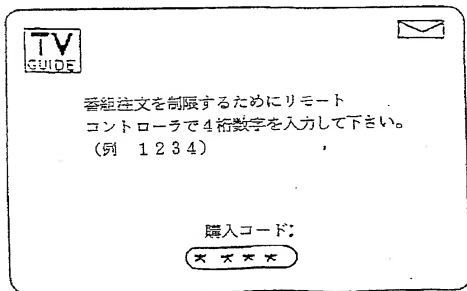 TV
GUIDE
番組注文を制限するためにリモート
コントローラで4桁数字を入力して下さい。
(例 1234)
購入コード:
****